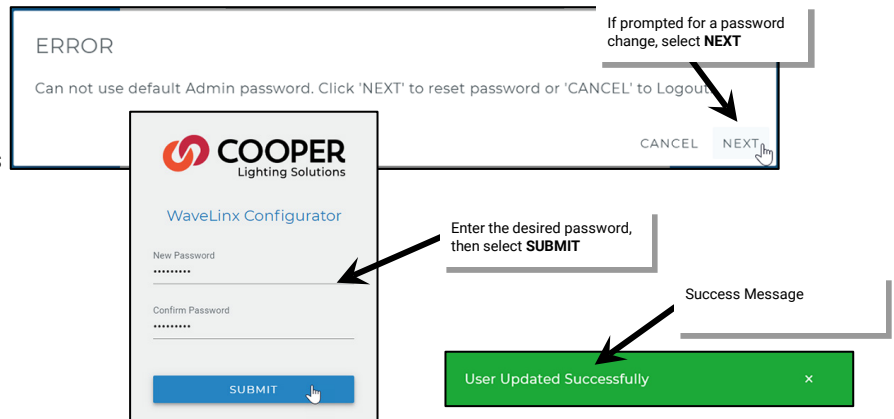 If prompted for a password
change, select NEXT
ERROR
Can not use default Admin password. Click 'NEXT' to reset password or 'CANCEL' to Logout.
CANCEL NEXT
s
COOPER
Lighting Solutions
WaveLinx Configurator
Enter the desired password,
then select SUBMIT
New Password
•••••••••
Confirm Password
•••••••••
Success Message
SUBMIT
User Updated Successfully ×